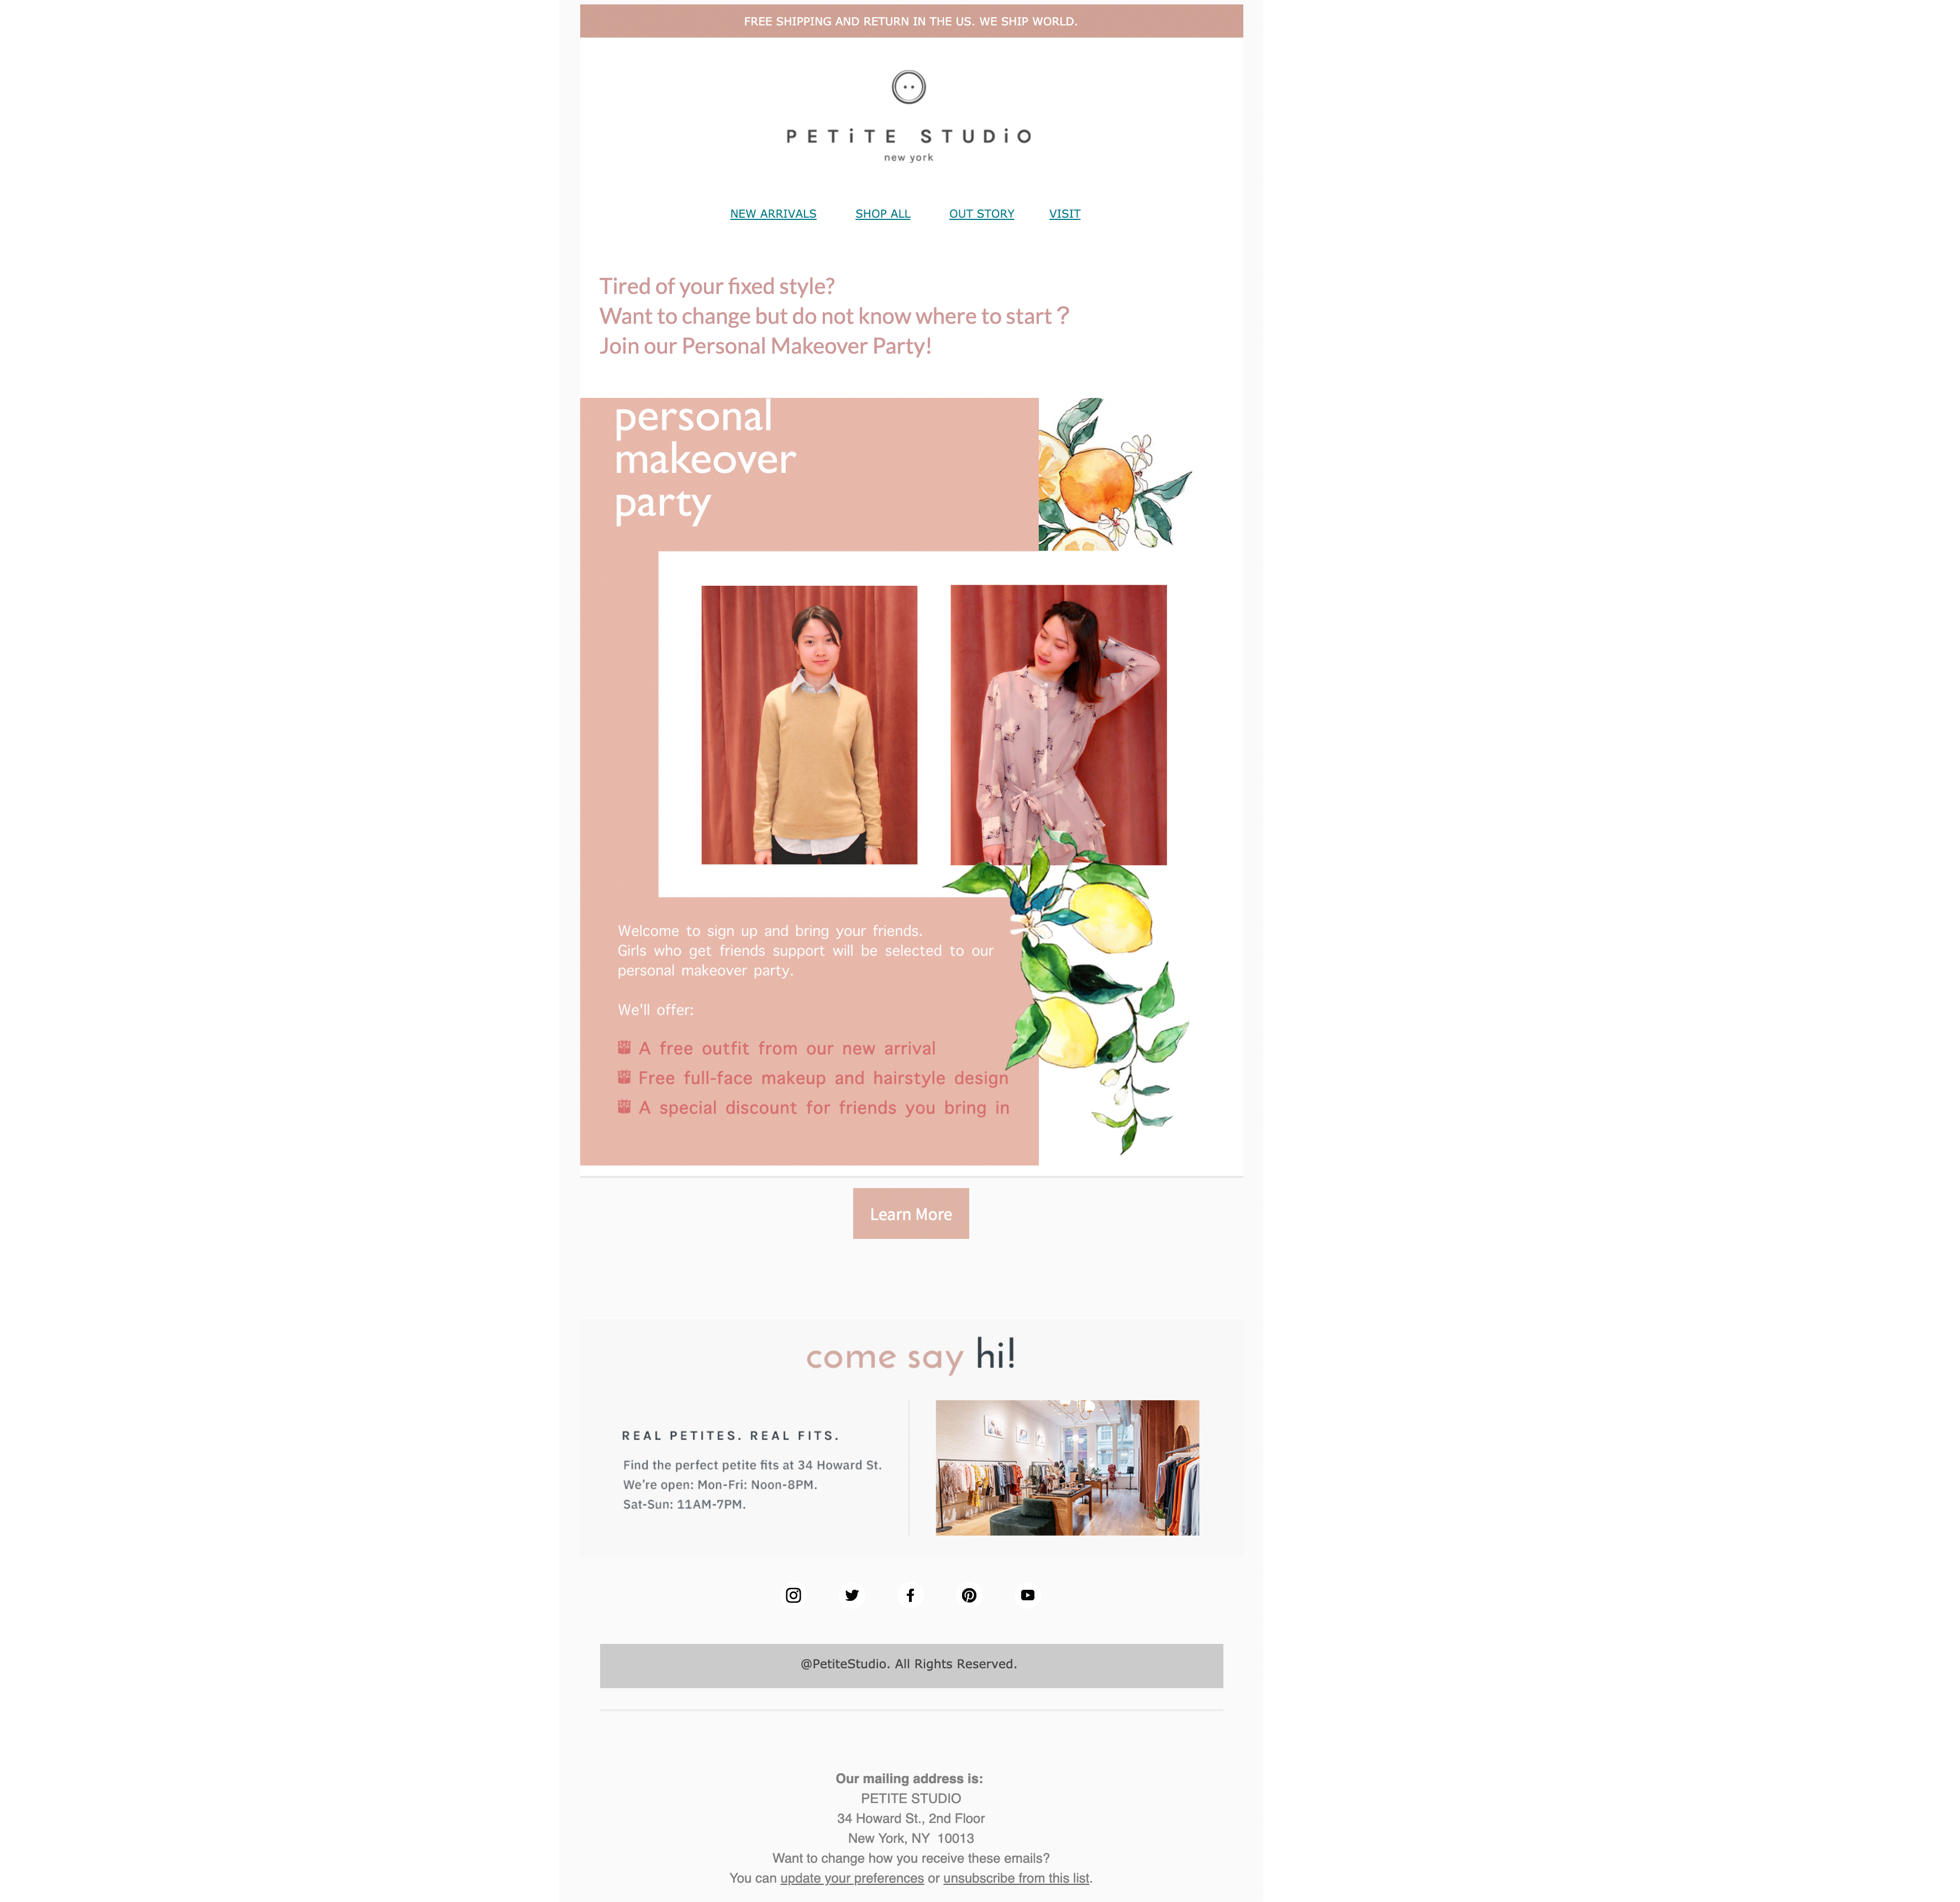 FREE SHIPPING AND RETURN IN THE US. WE SHIP WORLD.
PETiTE STUDiO
new york
NEW ARRIVALS SHOP ALL OUT STORY VISIT
Tired of your fixed style?
Want to change but do not know where to start？
Join our Personal Makeover Party!
personal
makeover
party
Welcome to sign up and bring your friends.
Girls who get friends support will be selected to our
personal makeover party.
We'll offer:
A free outfit from our new arrival
Free full-face makeup and hairstyle design
A special discount for friends you bring in
Learn More
come say hi!
REAL PETITES. REAL FITS.
Find the perfect petite fits at 34 Howard St.
We're open: Mon-Fri: Noon-8PM.
Sat-Sun: 11AM-7PM.
@PetiteStudio. All Rights Reserved.
Our mailing address is:
PETITE STUDIO
34 Howard St., 2nd Floor
New York, NY 10013
Want to change how you receive these emails?
You can update your preferences or unsubscribe from this list.